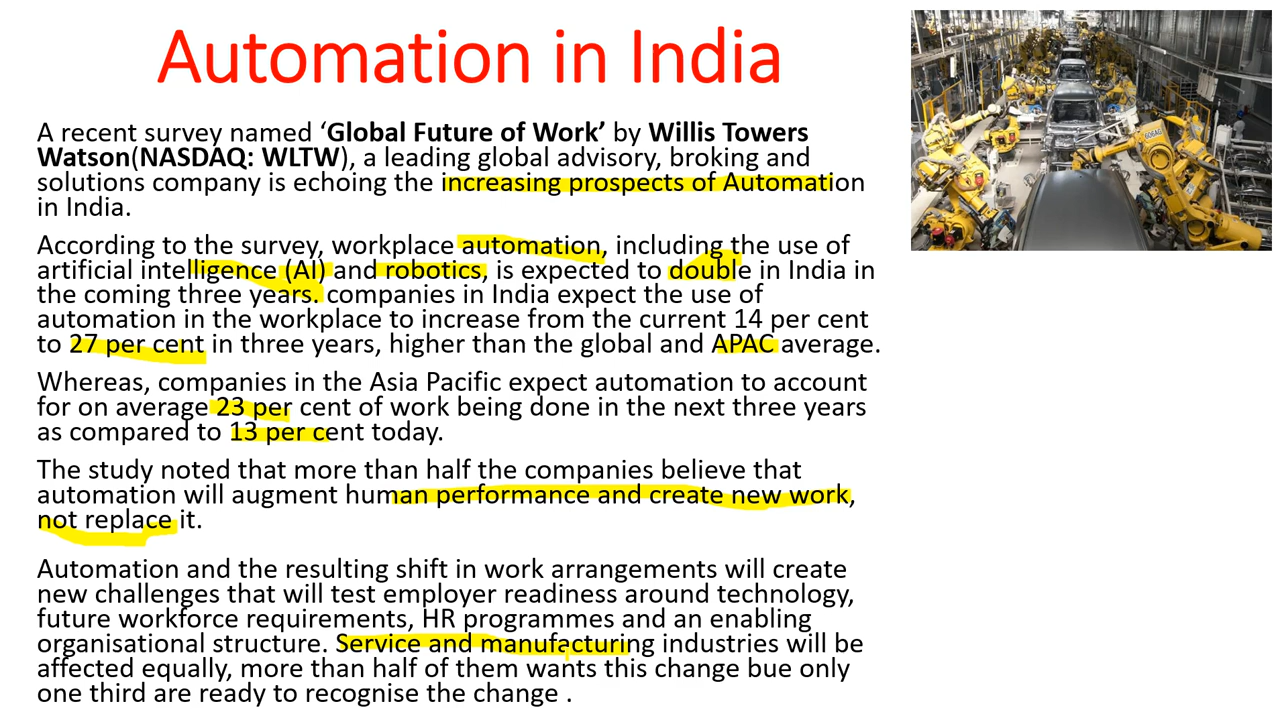 Automation in India
A recent survey named ‘Global Future of Work’ by Willis Towers
Watson(NASDAQ: WLTW), a leading global advisory, broking and
solutions company is echoing the increasing prospects of Automation
in India.
According to the survey, workplace automation, including the use of
artificial intelligence (AI) and robotics, is expected to double in India in
the coming three years. companies in India expect the use of
automation in the workplace to increase from the current 14 per cent
to 27 per cent in three years, higher than the global and APAC average.
Whereas, companies in the Asia Pacific expect automation to account
for on average 23 per cent of work being done in the next three years
as compared to 13 per cent today.
The study noted that more than half the companies believe that
automation will augment human performance and create new work,
not replace it.
Automation and the resulting shift in work arrangements will create
new challenges that will test employer readiness around technology,
future workforce requirements, HR programmes and an enabling
organisational structure. Service and manufacturing industries will be
affected equally, more than half of them wants this change bue only
one third are ready to recognise the change .
606AG